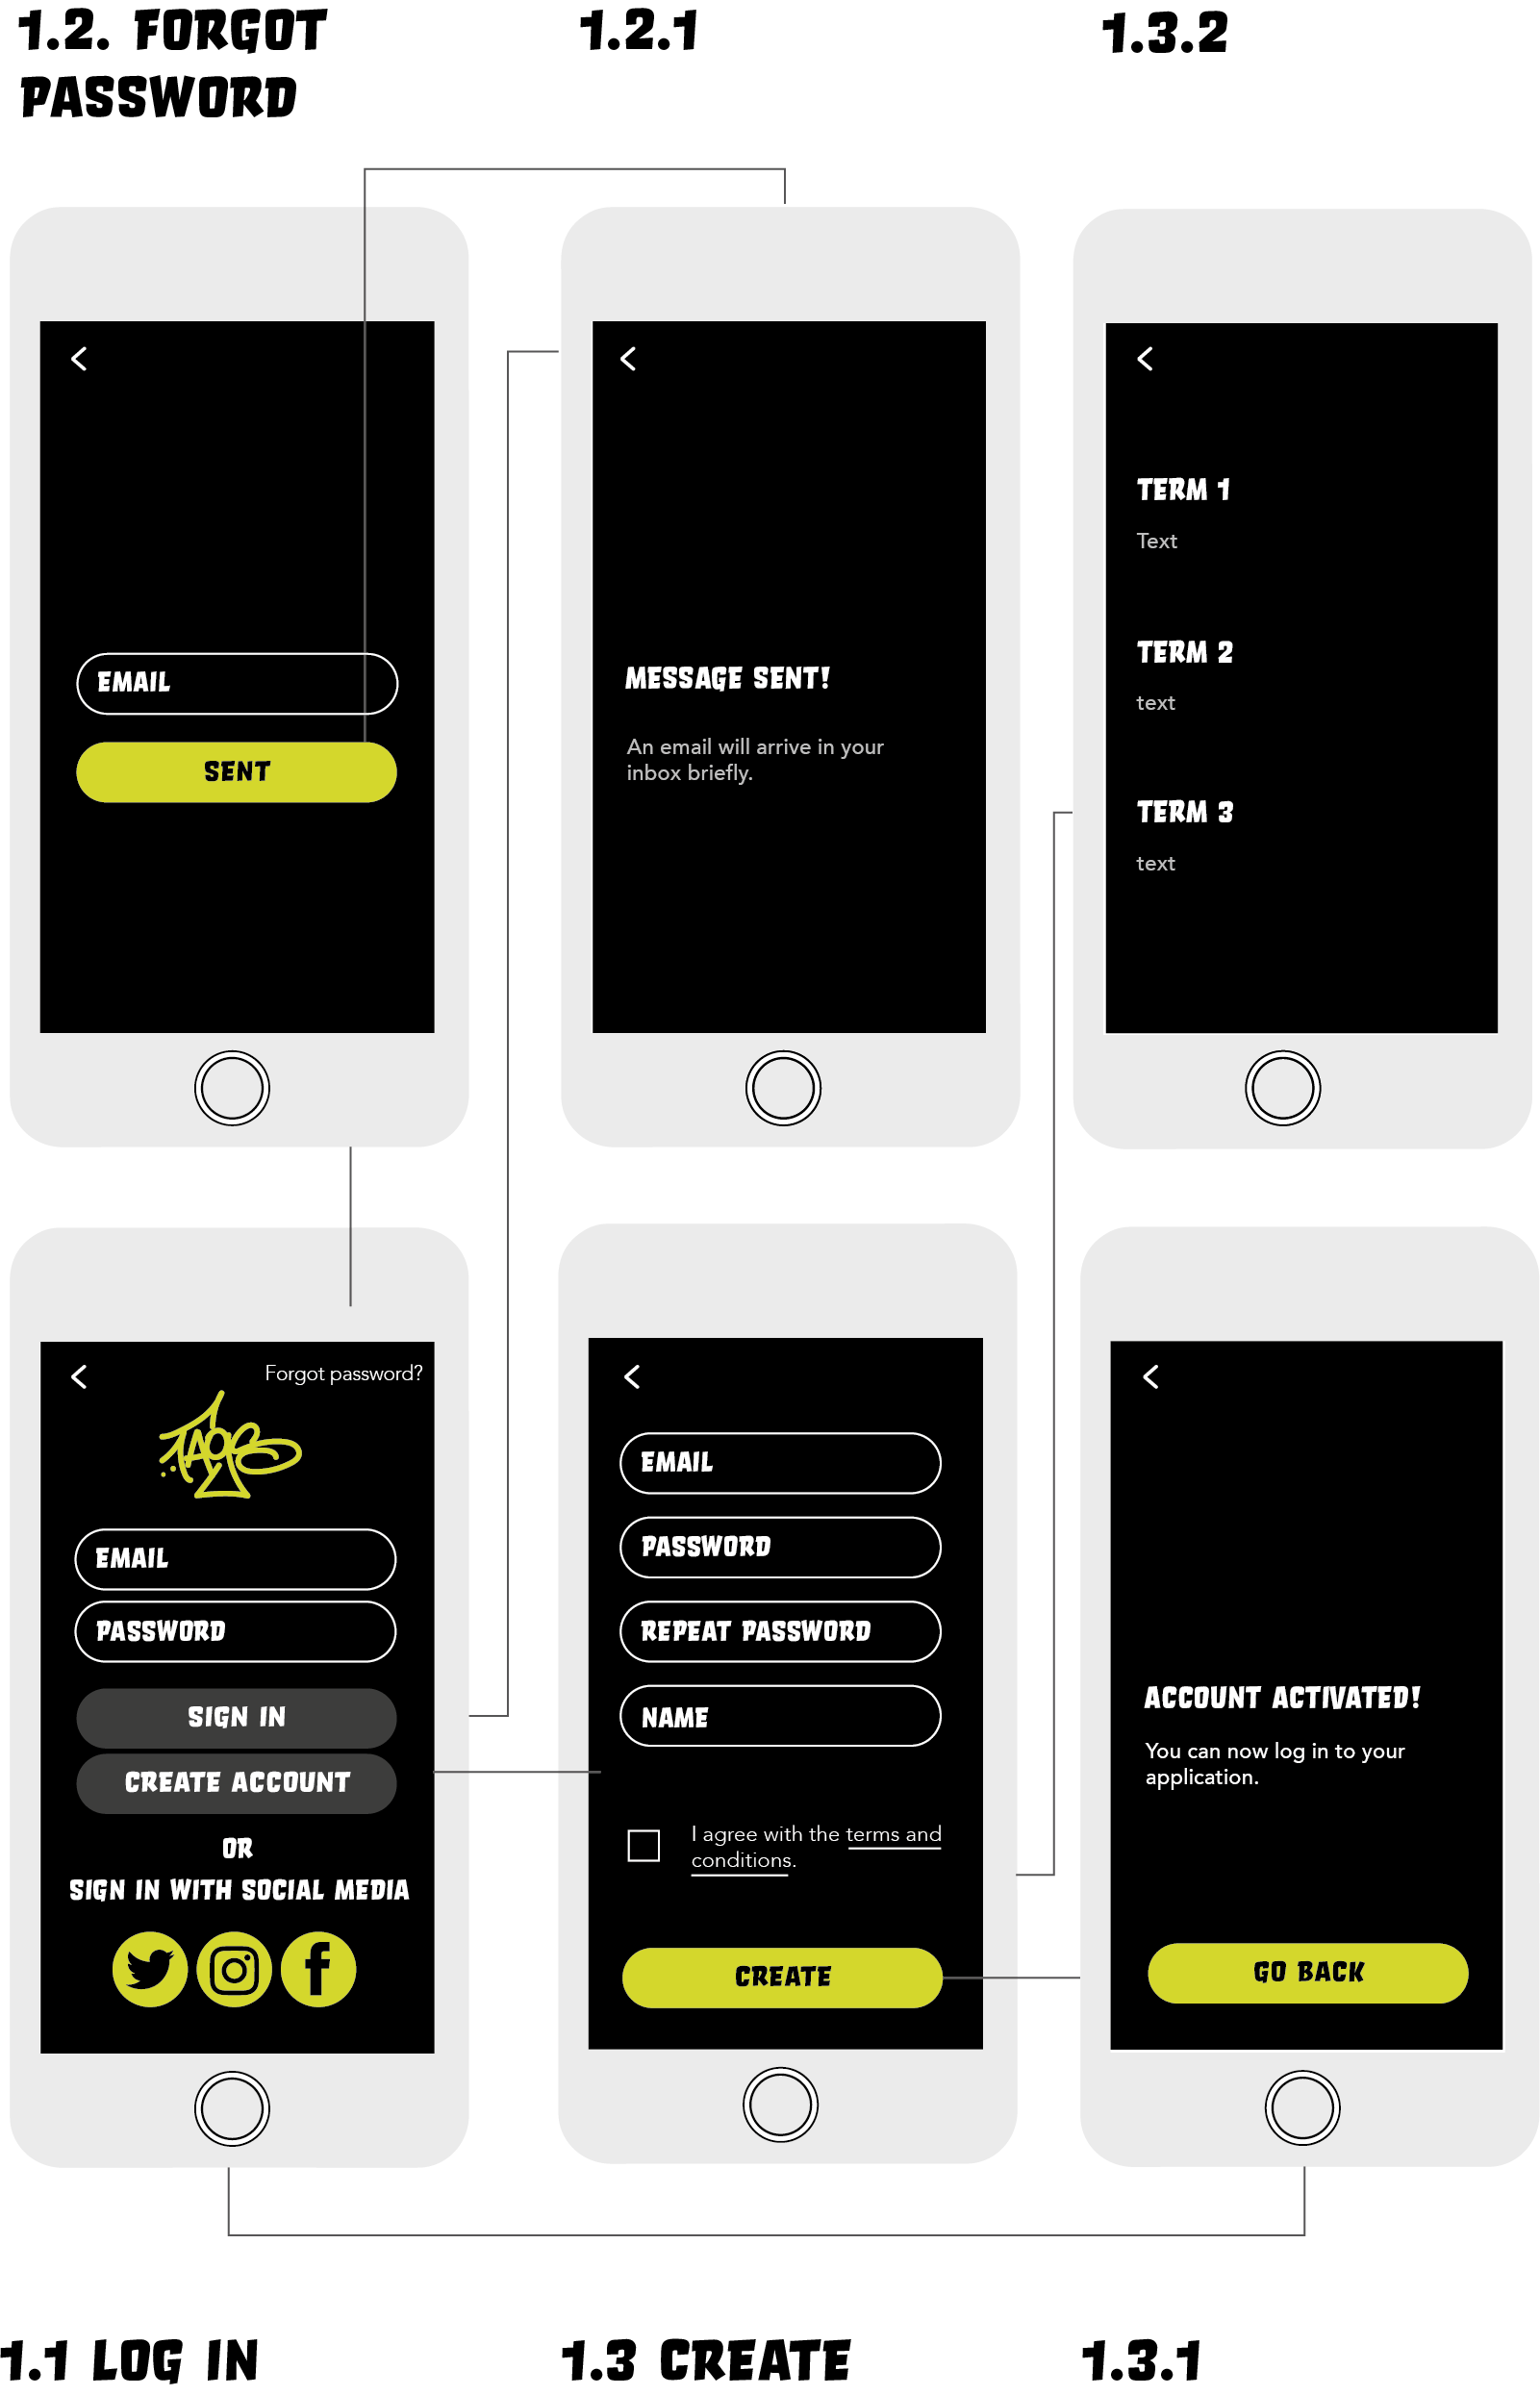 1.2. FORGOT
PASSWORD
1.2.1
1.3.2
EMAIL
SENT
MESSAGE SENT!
An email will arrive in your
inbox briefly.
TERM 1
Text
TERM 2
text
TERM 3
text
Forgot password?
EMAIL
PASSWORD
SIGN IN
CREATE ACCOUNT
OR
SIGN IN WITH SOCIAL MEDIA
EMAIL
PASSWORD
REPEAT PASSWORD
NAME
I agree with the terms and
conditions.
CREATE
ACCOUNT ACTIVATED!
You can now log in to your
application.
GO BACK
1.1 LOG IN
1.3 CREATE
1.3.1